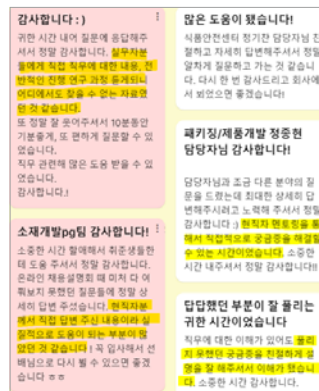 감사합니다 : )
귀한 시간 내어 질문에 응답해주
셔서 정말 감사합니다. 실무자분
들에게 직접 직무에 대한 내용, 전
반적인 진행 연구 과정 듣게되니
어디에서도 찾을 수 없는 자료였
던 것 같습니다.
또 정말 잘 웃어주셔서 10분동안
기분좋게, 또 편하게 질문할 수 있
었습니다.
직무 관련해 많은 도움 받을 수 있
었습니다.
감사합니다.!
소재개발pg팀 감사합니다!
소중한 시간 할애해서 취준생들한
테 도움 주셔서 정말 감사합니다.
온라인 채용설명회 때 미처 다 여
쭤보지 못했던 질문들에 정말 상
세히 답변 주셨습니다. 현직자분
께서 직접 답변 주신 내용이라 실
질적으로 도움이 되는 부분이 많
았던 것 같습니다! 꼭 입사해서 선
배님으로 다시 뵐 수 있으면 좋겠
습니다 ㅎㅎ
많은 도움이 됐습니다!
식품안전센터 정기찬 담당자님 친
절하고 자세히 답변해주셔서 정말
알차게 질문하고 가는 것 같습니
다. 다시 한 번 감사드리고 회사에
서 뵈었으면 좋겠습니다!
패키징/제품개발 정중현
담당자님 감사합니다!
담당자님과 조금 다른 분야의 질
문을 드렸는데 최대한 상세히 답
변해주시려고 노력해 주셔서 정말
감사합니다 :) 현직자 멘토링을 통
해서 직접적으로 궁금증을 해결할
수 있는 시간이었습니다. 소중한
시간 내주셔서 정말 감사합니다!!
답답했던 부분이 잘 풀리는
귀한 시간이었습니다
직무에 대한 이해가 있어도 풀리
지 못했던 궁금증을 친절하게 설
명을 잘 해주셔서 이해가 됐습니
다. 소중한 시간 감사합니다.